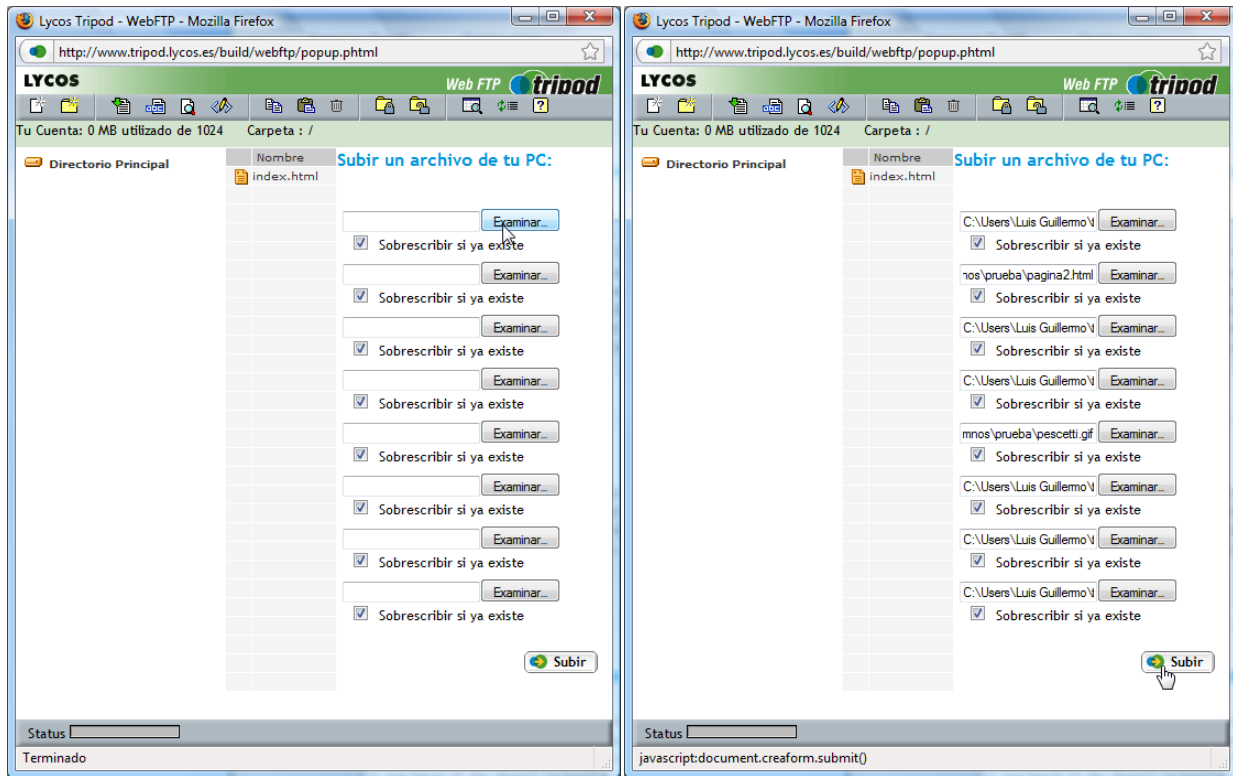 Lycos Tripod - WebFTP - Mozilla Firefox
http://www.tripod.lycos.es/build/webftp/popup.phtml
LYCOS
Web FTP tripod
Tu Cuenta: 0 MB utilizado de 1024 Carpeta : /
Directorio Principal
Nombre
index.html
Subir un archivo de tu PC:
Examinar...
Sobrescribir si ya existe
Examinar...
Sobrescribir si ya existe
Examinar...
Sobrescribir si ya existe
Examinar...
Sobrescribir si ya existe
Examinar...
Sobrescribir si ya existe
Examinar...
Sobrescribir si ya existe
Examinar...
Sobrescribir si ya existe
Examinar...
Sobrescribir si ya existe
Subir
Status
Terminado
Lycos Tripod - WebFTP - Mozilla Firefox
http://www.tripod.lycos.es/build/webftp/popup.phtml
LYCOS
Web FTP tripod
Tu Cuenta: 0 MB utilizado de 1024 Carpeta : /
Directorio Principal
Nombre
index.html
Subir un archivo de tu PC:
C:\Users\Luis Guillermo\ Examinar...
Sobrescribir si ya existe
nos\prueba\pagina2.html Examinar...
Sobrescribir si ya existe
C:\Users\Luis Guillermo\ Examinar...
Sobrescribir si ya existe
C:\Users\Luis Guillermo\ Examinar...
Sobrescribir si ya existe
mnos\prueba\pescetti.gif Examinar...
Sobrescribir si ya existe
C:\Users\Luis Guillermo\ Examinar...
Sobrescribir si ya existe
C:\Users\Luis Guillermo\ Examinar...
Sobrescribir si ya existe
C:\Users\Luis Guillermo\ Examinar...
Sobrescribir si ya existe
Subir
Status
javascript:document.creaform.submit()